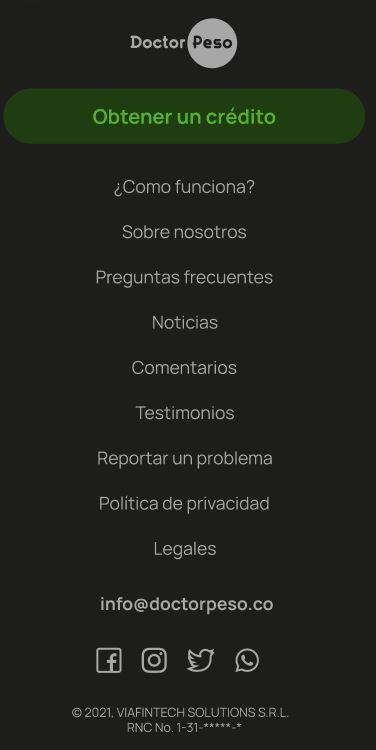 Doctor Peso
Obtener un crédito
¿Como funciona?
Sobre nosotros
Preguntas frecuentes
Noticias
Comentarios
Testimonios
Reportar un problema
Política de privacidad
Legales
info@doctorpeso.co
© 2021, VIAFINTECH SOLUTIONS S.R.L.
RNC No. 1-31-*****-*